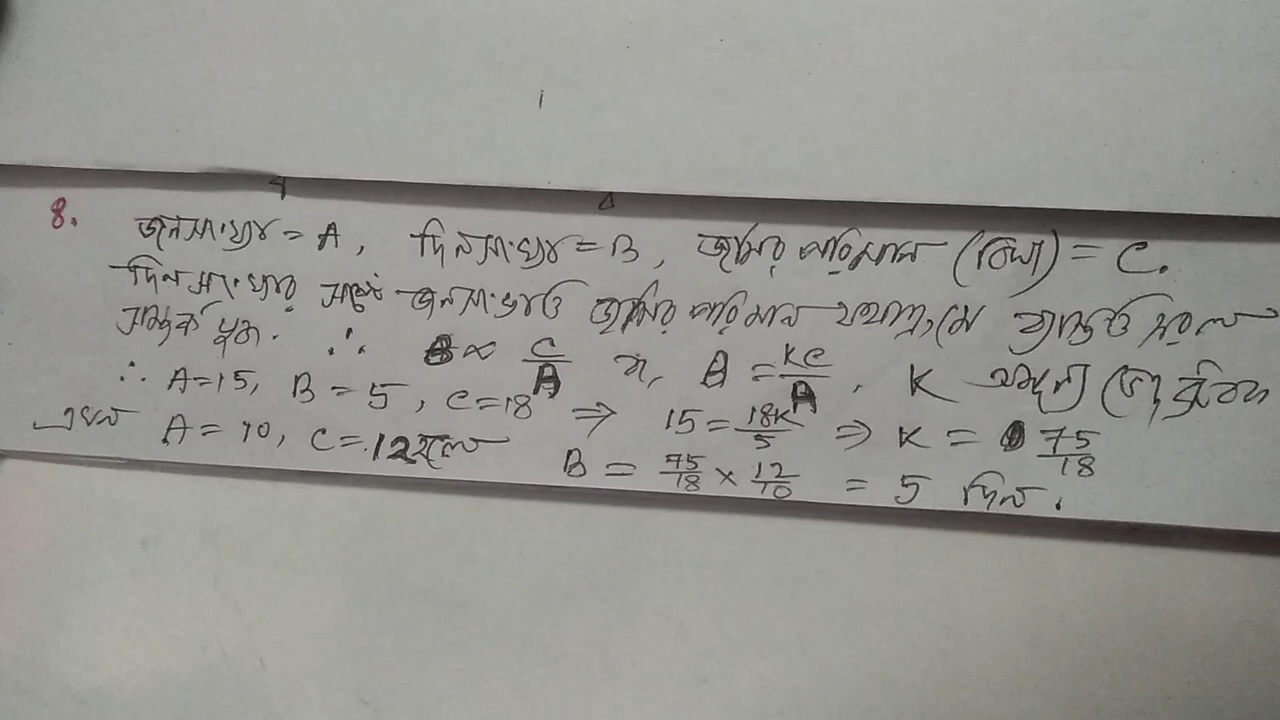 8. জনসংখ্যা = A, দিনসংখ্যা = B, জমির পরিমান (বিঘা) = C.
দিনসংখ্যার সাথে জনসংখ্যা ও জমির পরিমান যথাক্রমে ব্যস্ত ও সরল
সম্পর্ক যুক্ত. ∴ B ∝ C/A বা, B = KC/A, K অশূন্য ভেদ ধ্রুবক
∴ A=15, B=5, C=18 ⇒ 15 = 18K/5 ⇒ K = 75/18
এখন A=10, C=12 হলে B = 75/18 × 12/10 = 5 দিন.